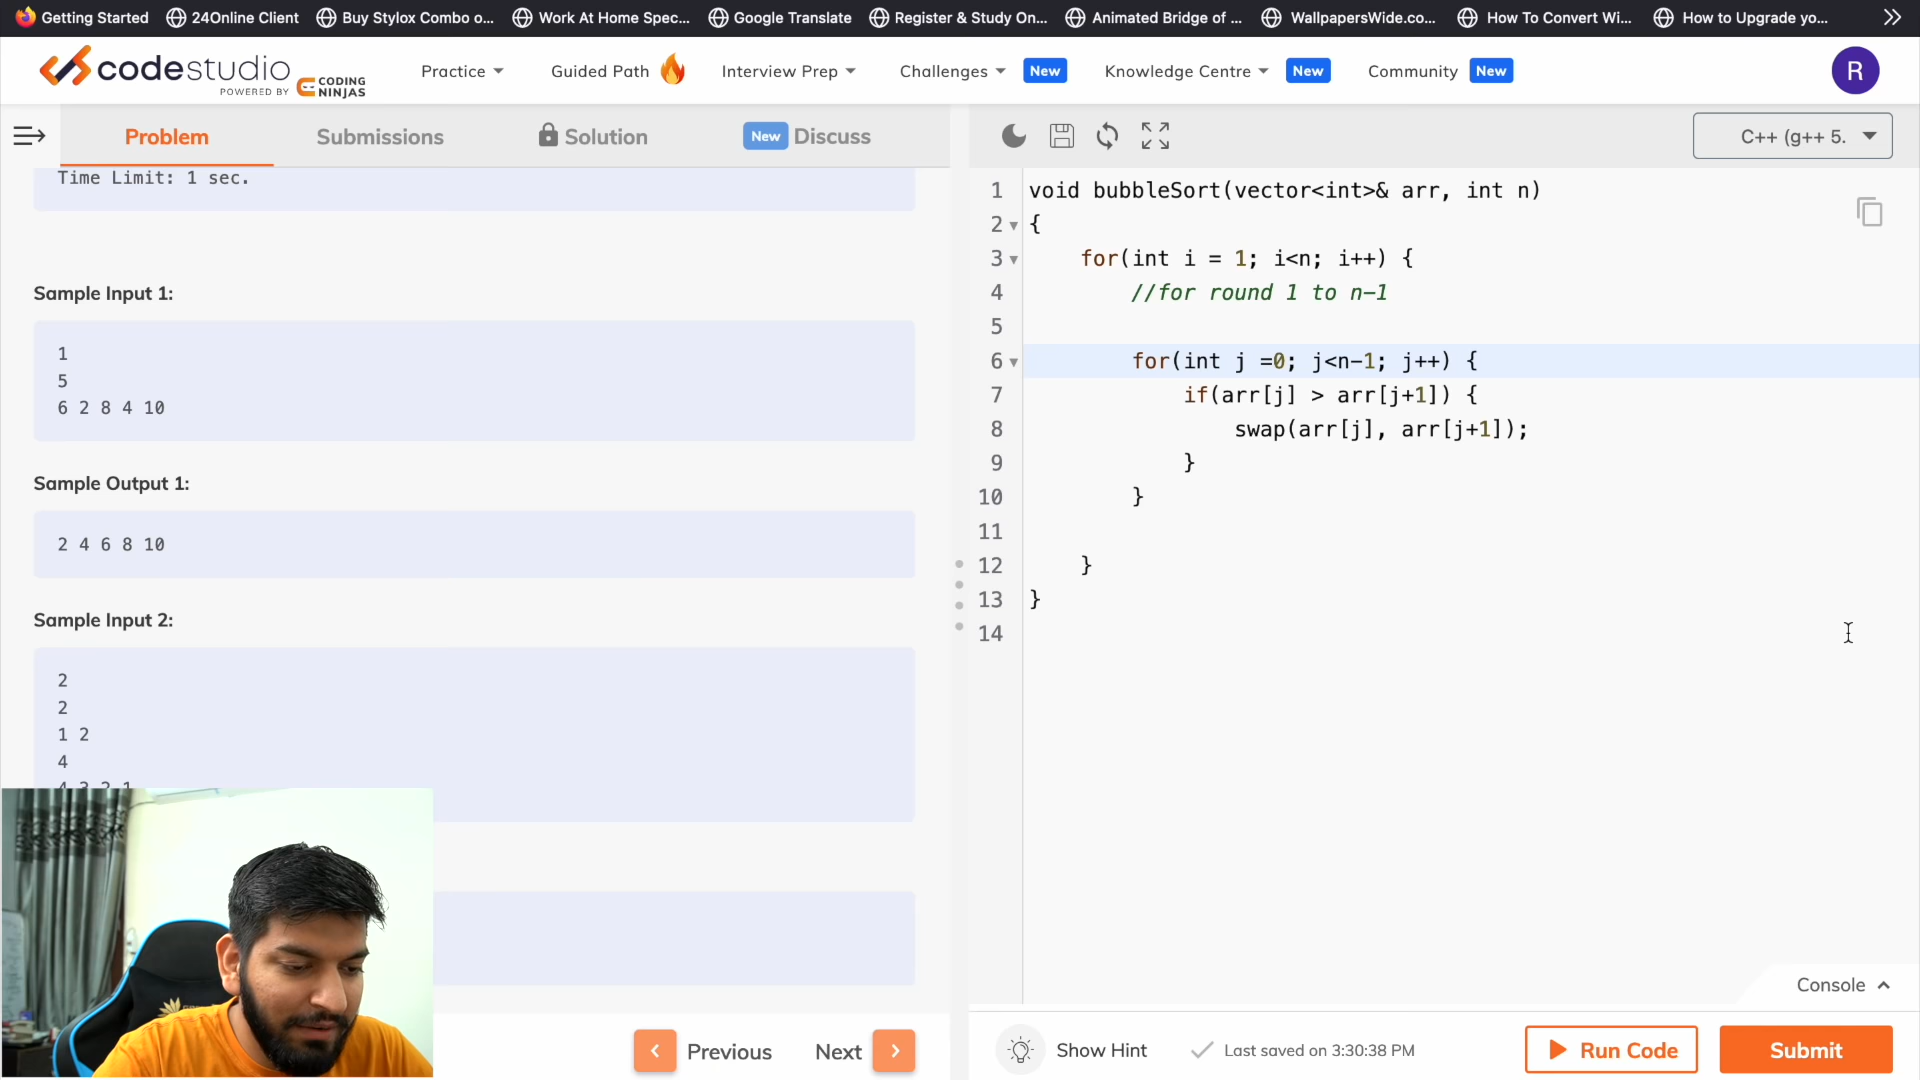 Getting Started 24Online Client Buy Stylox Combo o... Work At Home Spec... Google Translate Register & Study On... Animated Bridge of ... WallpapersWide.co... How To Convert Wi... How to Upgrade yo...
codestudio Practice Guided Path Interview Prep Challenges New Knowledge Centre New Community New R
POWERED BY CODING NINJAS
Problem Submissions Solution New Discuss C++ (g++ 5.
Time Limit: 1 sec.
Sample Input 1:
1
5
6 2 8 4 10
Sample Output 1:
2 4 6 8 10
Sample Input 2:
2
2
1 2
4
4 3 2 1
1 void bubbleSort(vector<int>& arr, int n)
2 {
3 for(int i = 1; i<n; i++) {
4 //for round 1 to n-1
5
6 for(int j =0; j<n-1; j++) {
7 if(arr[j] > arr[j+1]) {
8 swap(arr[j], arr[j+1]);
9 }
10 }
11
12 }
13 }
14
Console
Previous Next Show Hint Last saved on 3:30:38 PM Run Code Submit